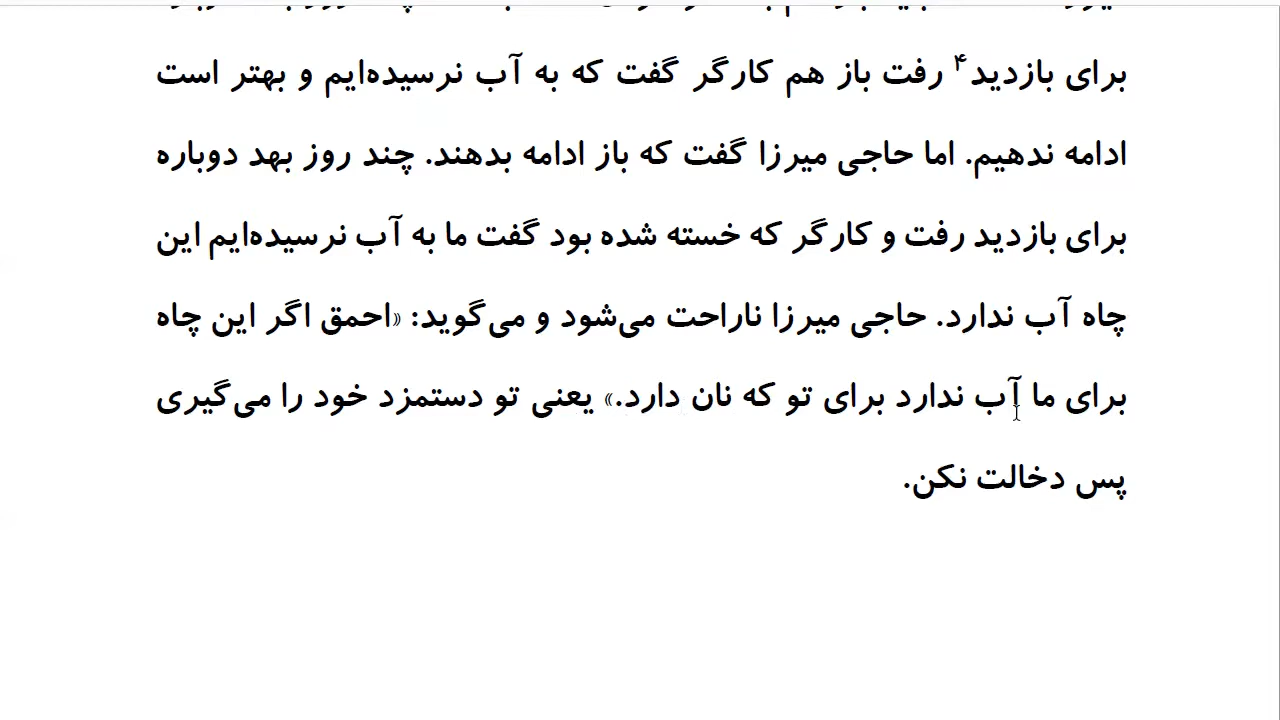 برای بازدید۴ رفت باز هم کارگر گفت که به آب نرسیده‌ایم و بهتر است
ادامه ندهیم. اما حاجی میرزا گفت که باز ادامه بدهند. چند روز بهد دوباره
برای بازدید رفت و کارگر که خسته شده بود گفت ما به آب نرسیده‌ایم این
چاه آب ندارد. حاجی میرزا ناراحت می‌شود و می‌گوید: «احمق اگر این چاه
برای ما آب ندارد برای تو که نان دارد.» یعنی تو دستمزد خود را می‌گیری
پس دخالت نکن.